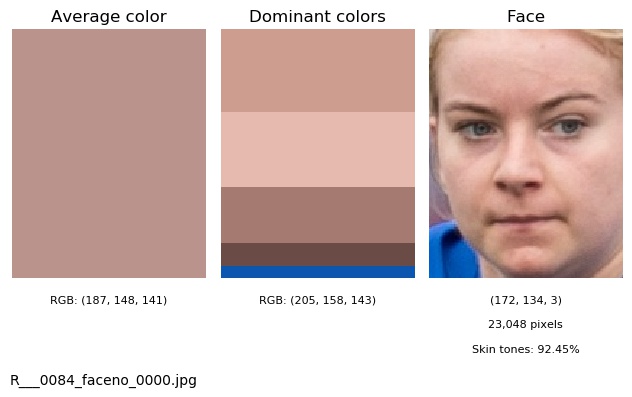 Average color
Dominant colors
Face
RGB: (187, 148, 141)
RGB: (205, 158, 143)
(172, 134, 3)
23,048 pixels
Skin tones: 92.45%
R___0084_faceno_0000.jpg